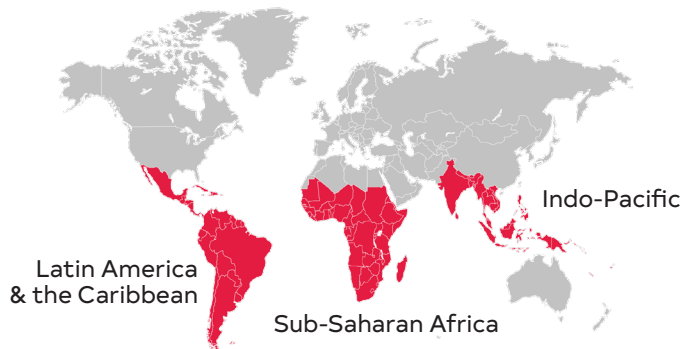 Indo-Pacific
Latin America
& the Caribbean
Sub-Saharan Africa